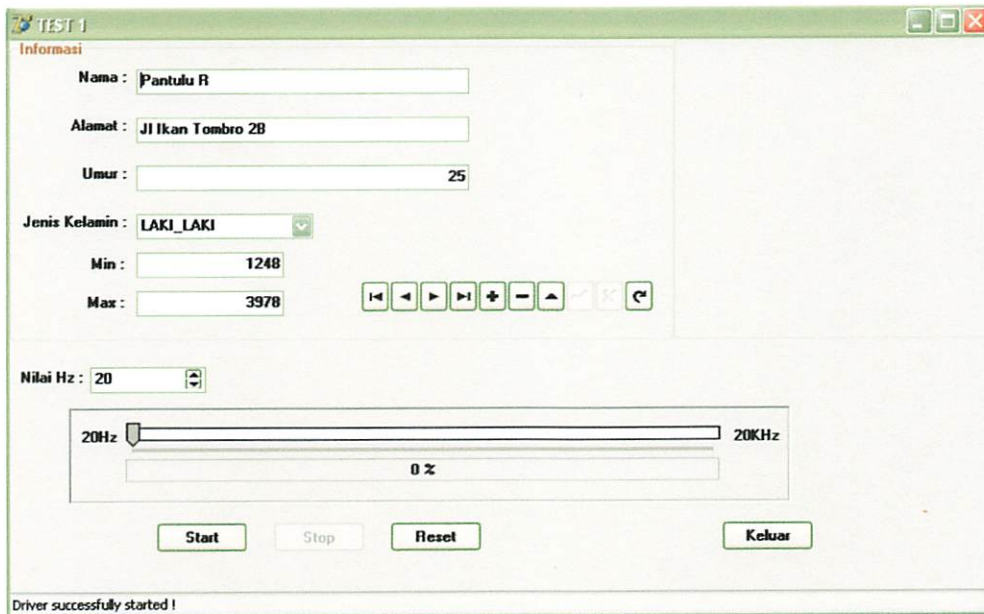 TEST 1
Informasi
Nama : Pantulu R
Alamat : Jl Ikan Tombro 2B
Umur : 25
Jenis Kelamin : LAKI_LAKI
Min : 1248
Max : 3978
Nilai Hz : 20
20Hz 20KHz
0 %
Start Stop Reset Keluar
Driver successfully started !